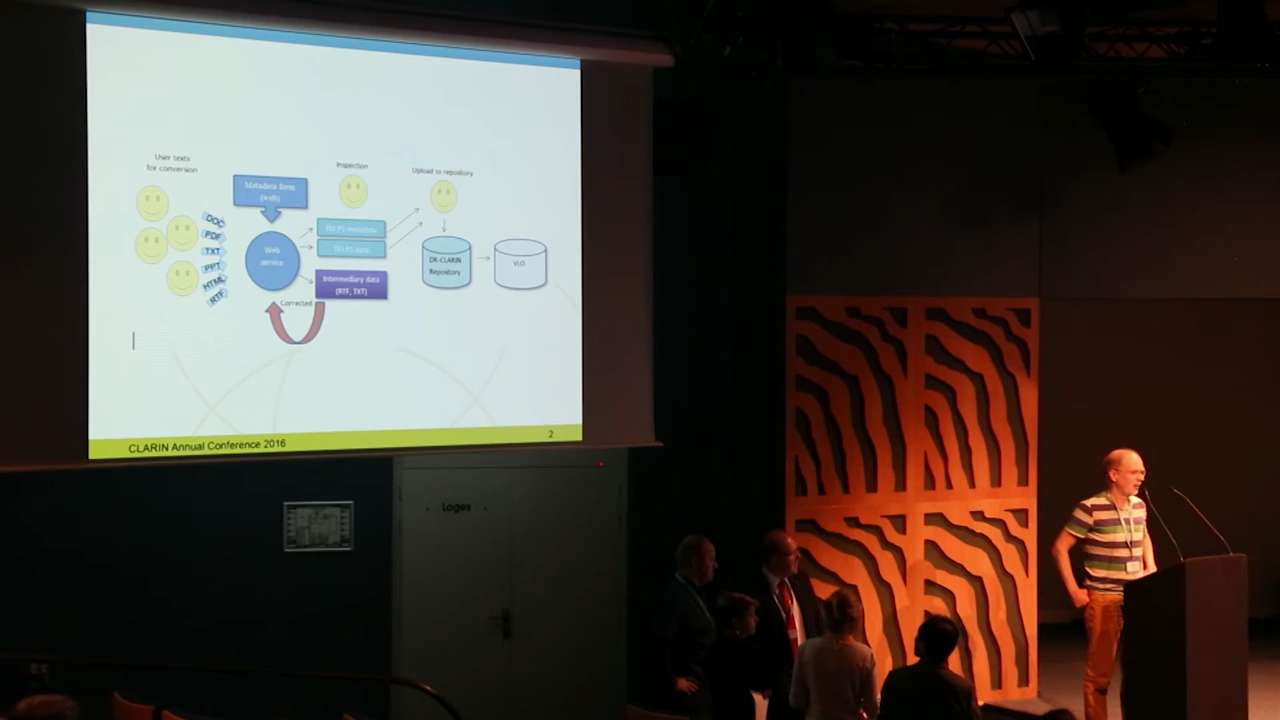 User texts
for conversion
Inspection
Upload to repository
Metadata form
(web)
DOC
PDF
TXT
PPT
HTML
RTF
Web
service
TEI P5 metadata
TEI P5 data
Intermediary data
(RTF, TXT)
Corrected
DK-CLARIN
Repository
VLO
CLARIN Annual Conference 2016
2
Loges